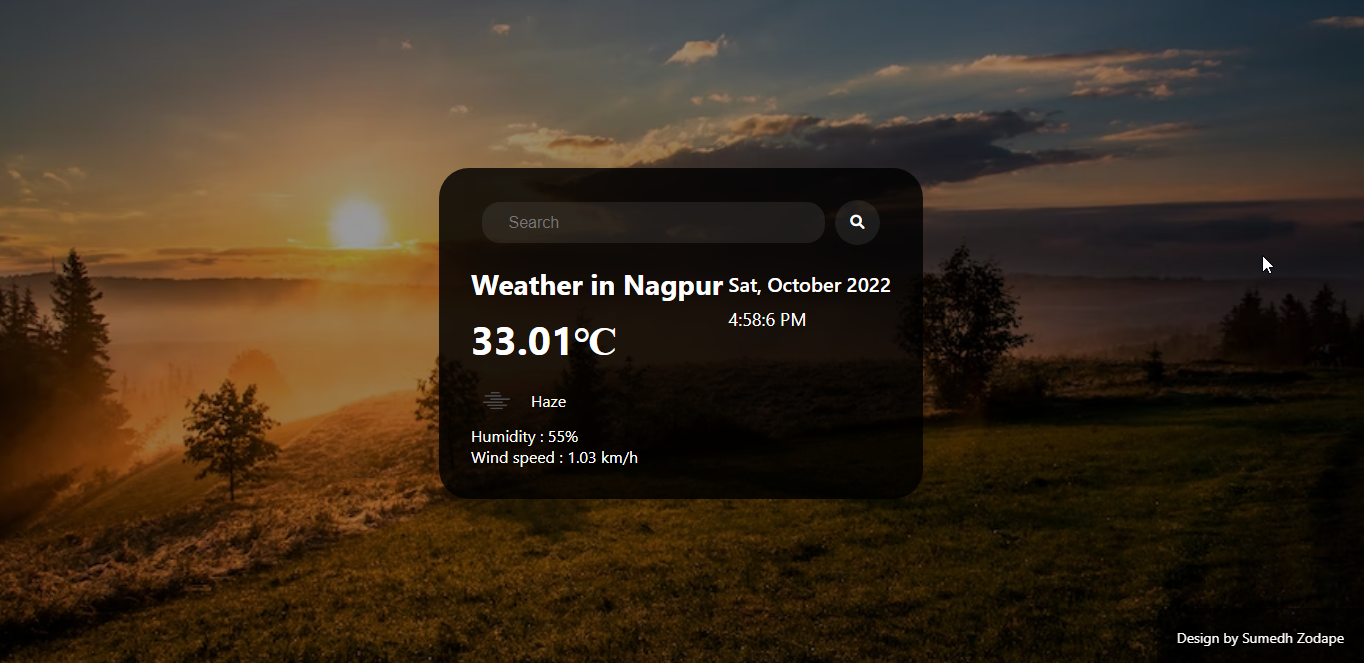 Search
Weather in Nagpur
Sat, October 2022
4:58:6 PM
33.01℃
Haze
Humidity : 55%
Wind speed : 1.03 km/h
Design by Sumedh Zodape